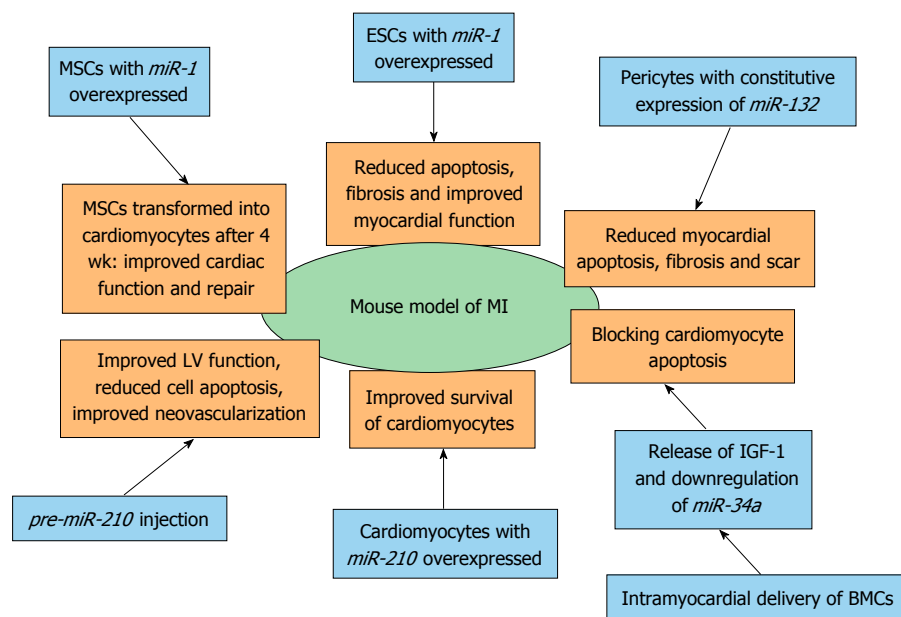 MSCs with miR-1
overexpressed
ESCs with miR-1
overexpressed
Pericytes with constitutive
expression of miR-132
MSCs transformed into
cardiomyocytes after 4
wk: improved cardiac
function and repair
Reduced apoptosis,
fibrosis and improved
myocardial function
Reduced myocardial
apoptosis, fibrosis and scar
Mouse model of MI
Improved LV function,
reduced cell apoptosis,
improved neovascularization
Improved survival
of cardiomyocytes
Blocking cardiomyocyte
apoptosis
pre-miR-210 injection
Cardiomyocytes with
miR-210 overexpressed
Release of IGF-1
and downregulation
of miR-34a
Intramyocardial delivery of BMCs